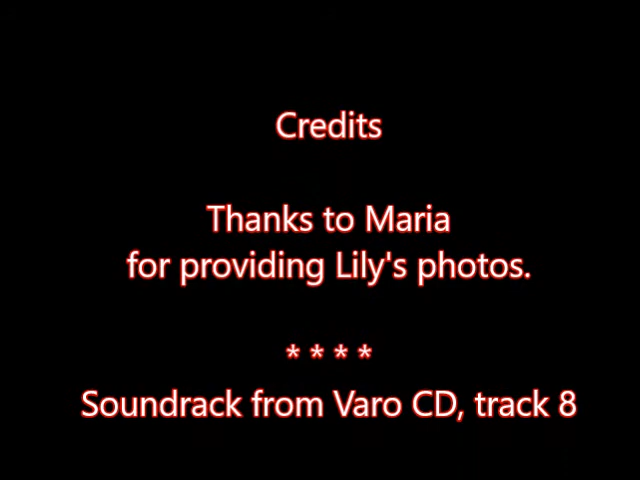 Credits
Thanks to Maria
for providing Lily's photos.
* * * *
Soundrack from Varo CD, track 8